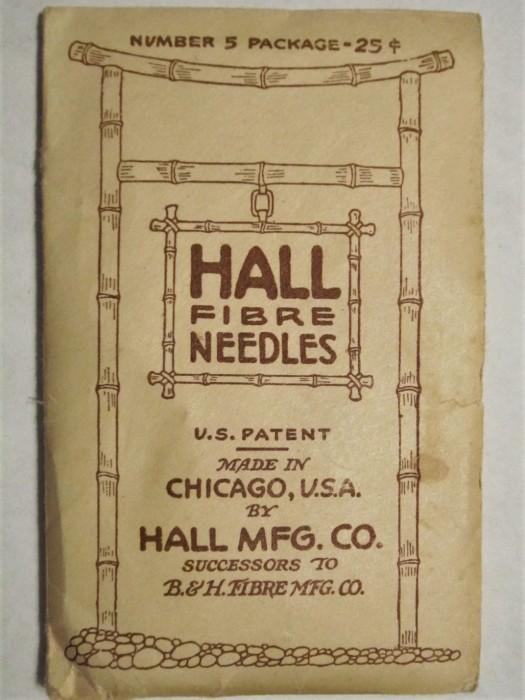 NUMBER 5 PACKAGE-25¢
HALL
FIBRE
NEEDLES
U.S. PATENT
MADE IN
CHICAGO, U.S.A.
BY
HALL MFG. CO.
SUCCESSORS TO
B. & H. FIBRE MFG. CO.